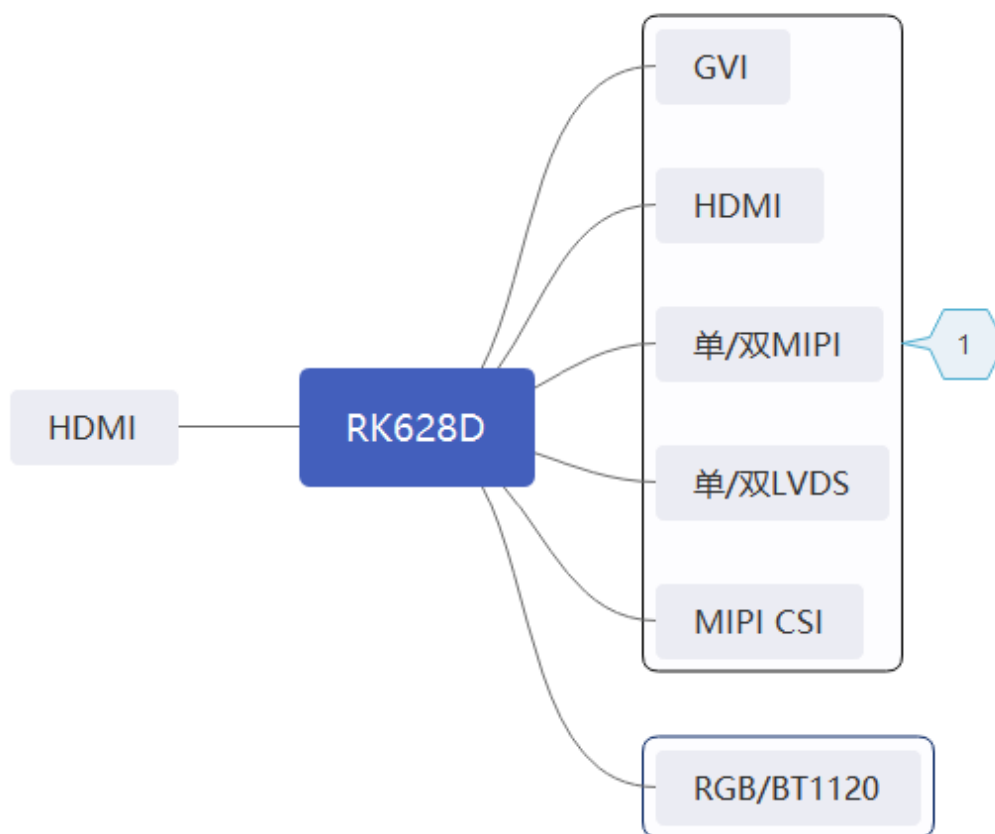 GVI
HDMI
单/双MIPI
1
HDMI
RK628D
单/双LVDS
MIPI CSI
RGB/BT1120